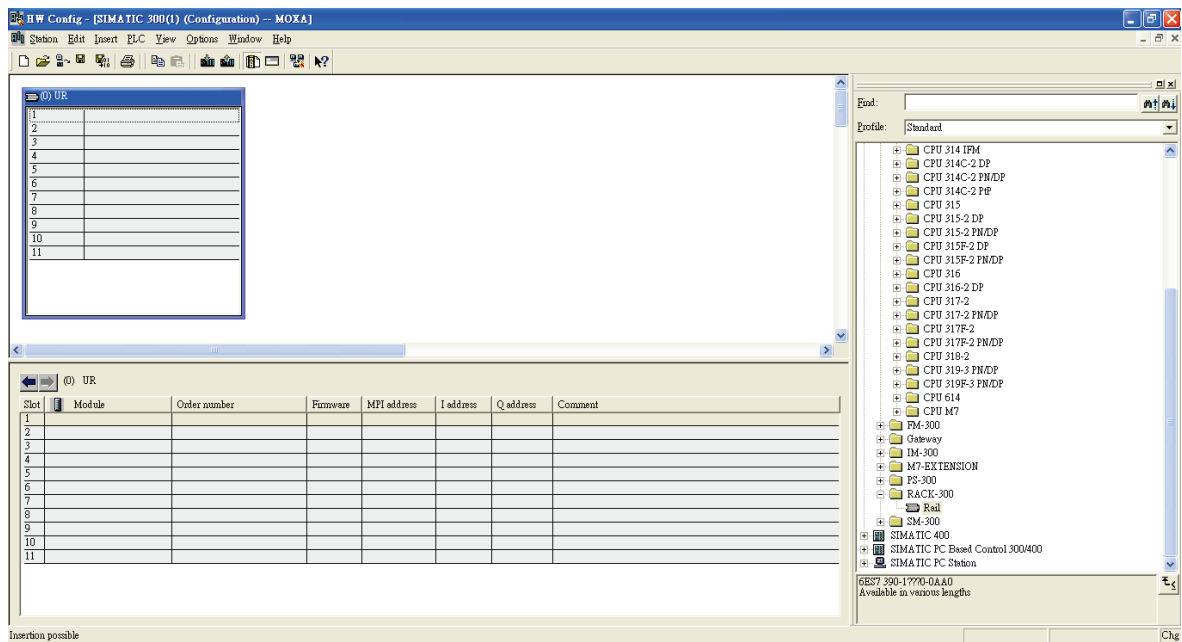 HW Config - [SIMATIC 300(1) (Configuration) -- MOXA]
Station Edit Insert PLC View Options Window Help
(0) UR
1
2
3
4
5
6
7
8
9
10
11
Find:
Profile: Standard
CPU 314 IFM
CPU 314C-2 DP
CPU 314C-2 PN/DP
CPU 314C-2 PtP
CPU 315
CPU 315-2 DP
CPU 315-2 PN/DP
CPU 315F-2 DP
CPU 315F-2 PN/DP
CPU 316
CPU 316-2 DP
CPU 317-2
CPU 317-2 PN/DP
CPU 317F-2
CPU 317F-2 PN/DP
CPU 318-2
CPU 319-3 PN/DP
CPU 319F-3 PN/DP
CPU 614
CPU M7
FM-300
Gateway
IM-300
M7-EXTENSION
PS-300
RACK-300
Rail
SM-300
SIMATIC 400
SIMATIC PC Based Control 300/400
SIMATIC PC Station
6ES7 390-1???0-0AA0
Available in various lengths
(0) UR
Slot Module Order number Firmware MPI address I address Q address Comment
1
2
3
4
5
6
7
8
9
10
11
Insertion possible
Chg